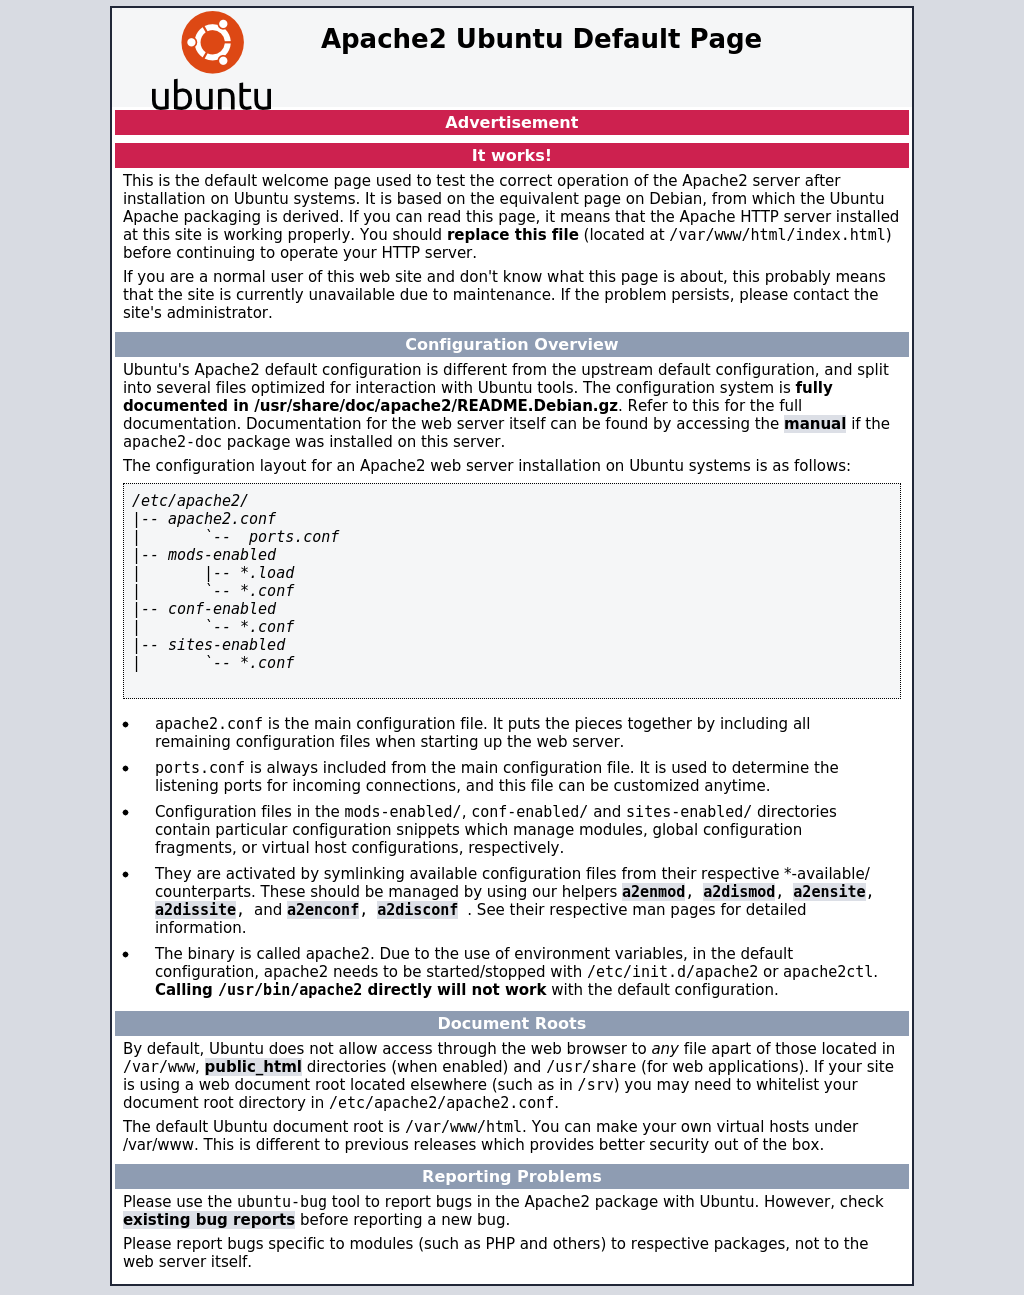 ubuntu
Apache2 Ubuntu Default Page
Advertisement
It works!
This is the default welcome page used to test the correct operation of the Apache2 server after
installation on Ubuntu systems. It is based on the equivalent page on Debian, from which the Ubuntu
Apache packaging is derived. If you can read this page, it means that the Apache HTTP server installed
at this site is working properly. You should replace this file (located at /var/www/html/index.html)
before continuing to operate your HTTP server.
If you are a normal user of this web site and don't know what this page is about, this probably means
that the site is currently unavailable due to maintenance. If the problem persists, please contact the
site's administrator.
Configuration Overview
Ubuntu's Apache2 default configuration is different from the upstream default configuration, and split
into several files optimized for interaction with Ubuntu tools. The configuration system is fully
documented in /usr/share/doc/apache2/README.Debian.gz. Refer to this for the full
documentation. Documentation for the web server itself can be found by accessing the manual if the
apache2-doc package was installed on this server.
The configuration layout for an Apache2 web server installation on Ubuntu systems is as follows:
/etc/apache2/
|-- apache2.conf
|       `--  ports.conf
|-- mods-enabled
|       |-- *.load
|       `-- *.conf
|-- conf-enabled
|       `-- *.conf
|-- sites-enabled
|       `-- *.conf
• apache2.conf is the main configuration file. It puts the pieces together by including all
remaining configuration files when starting up the web server.
• ports.conf is always included from the main configuration file. It is used to determine the
listening ports for incoming connections, and this file can be customized anytime.
• Configuration files in the mods-enabled/, conf-enabled/ and sites-enabled/ directories
contain particular configuration snippets which manage modules, global configuration
fragments, or virtual host configurations, respectively.
• They are activated by symlinking available configuration files from their respective *-available/
counterparts. These should be managed by using our helpers a2enmod, a2dismod, a2ensite,
a2dissite, and a2enconf, a2disconf . See their respective man pages for detailed
information.
• The binary is called apache2. Due to the use of environment variables, in the default
configuration, apache2 needs to be started/stopped with /etc/init.d/apache2 or apache2ctl.
Calling /usr/bin/apache2 directly will not work with the default configuration.
Document Roots
By default, Ubuntu does not allow access through the web browser to any file apart of those located in
/var/www, public_html directories (when enabled) and /usr/share (for web applications). If your site
is using a web document root located elsewhere (such as in /srv) you may need to whitelist your
document root directory in /etc/apache2/apache2.conf.
The default Ubuntu document root is /var/www/html. You can make your own virtual hosts under
/var/www. This is different to previous releases which provides better security out of the box.
Reporting Problems
Please use the ubuntu-bug tool to report bugs in the Apache2 package with Ubuntu. However, check
existing bug reports before reporting a new bug.
Please report bugs specific to modules (such as PHP and others) to respective packages, not to the
web server itself.